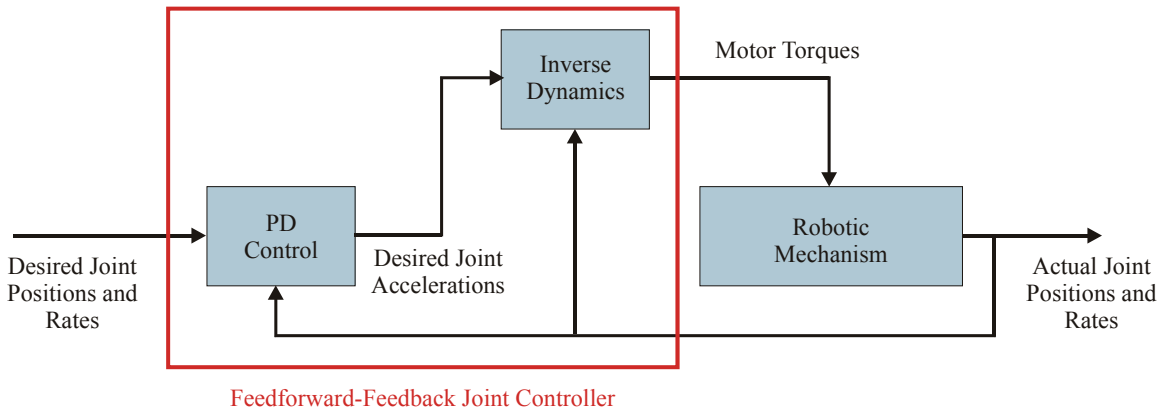 Inverse
Dynamics
Motor Torques
PD
Control
Desired Joint
Positions and
Rates
Desired Joint
Accelerations
Robotic
Mechanism
Actual Joint
Positions and
Rates
Feedforward-Feedback Joint Controller